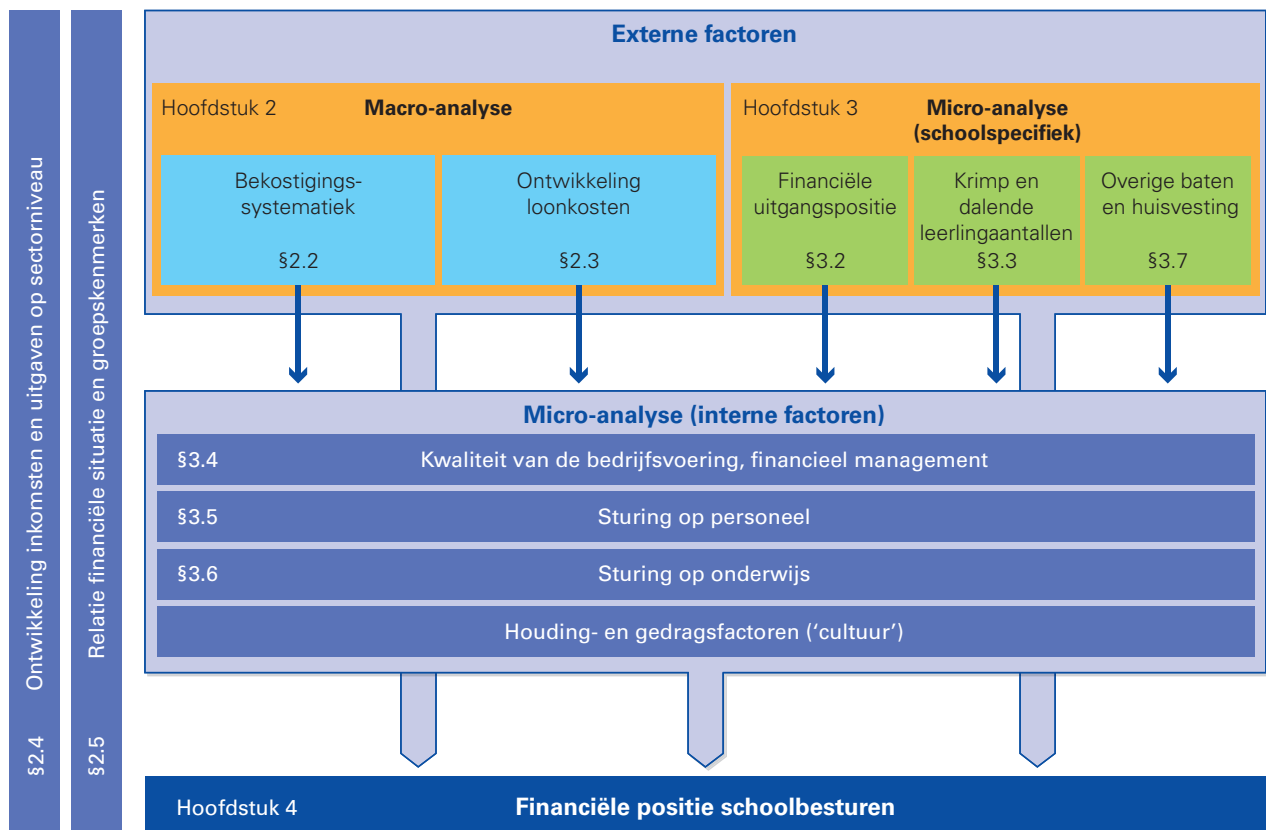 §2.4 Ontwikkeling inkomsten en uitgaven op sectorniveau
§2.5 Relatie financiële situatie en groepskenmerken
Externe factoren
Hoofdstuk 2 Macro-analyse
Bekostigings-
systematiek
§2.2
Ontwikkeling
loonkosten
§2.3
Hoofdstuk 3 Micro-analyse
(schoolspecifiek)
Financiële
uitgangspositie
§3.2
Krimp en
dalende
leerlingaantallen
§3.3
Overige baten
en huisvesting
§3.7
Micro-analyse (interne factoren)
§3.4 Kwaliteit van de bedrijfsvoering, financieel management
§3.5 Sturing op personeel
§3.6 Sturing op onderwijs
Houding- en gedragsfactoren (‘cultuur’)
Hoofdstuk 4 Financiële positie schoolbesturen